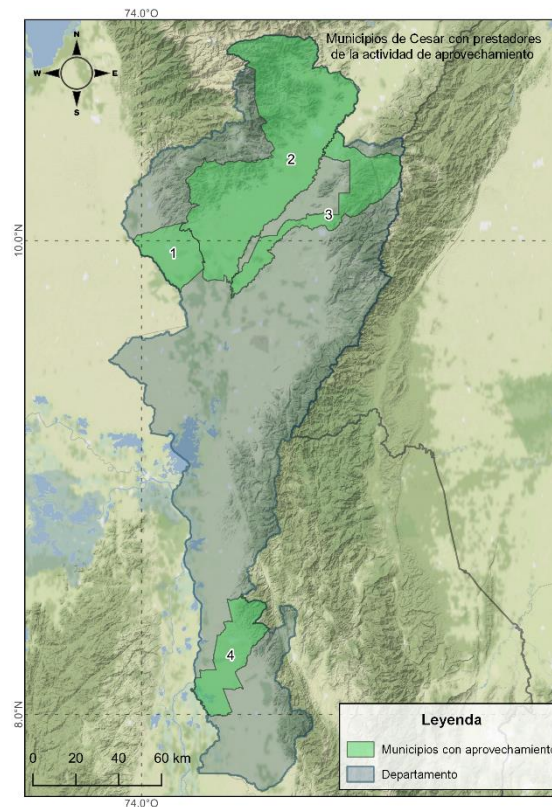 74.0°O
Municipios de Cesar con prestadores
de la actividad de aprovechamiento
N
W E
S
2
3
10.0°N
1
4
8.0°N
Leyenda
Municipios con aprovechamiento
Departamento
0 20 40 60 km
74.0°O